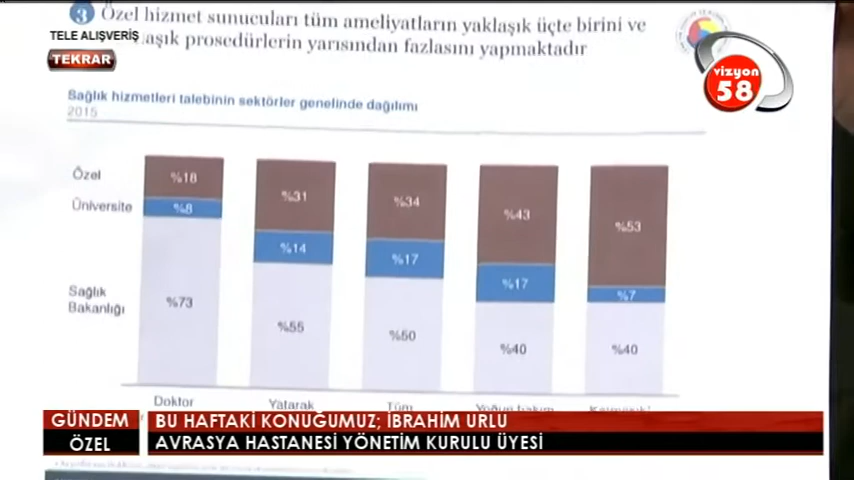 3 Özel hizmet sunucuları tüm ameliyatların yaklaşık üçte birini ve
prosedürlerin yarısından fazlasını yapmaktadır
TELE ALIŞVERİŞ
TEKRAR
vizyon
58
Sağlık hizmetleri talebinin sektörler genelinde dağılımı
2015
Özel
Üniversite
Sağlık
Bakanlığı
%18
%8
%73
%31
%14
%55
%34
%17
%50
%43
%17
%40
%53
%7
%40
Doktor
Yatarak
Tüm
Yoğun bakım
GÜNDEM
ÖZEL
BU HAFTAKİ KONUĞUMUZ; İBRAHİM URLU
AVRASYA HASTANESİ YÖNETİM KURULU ÜYESİ